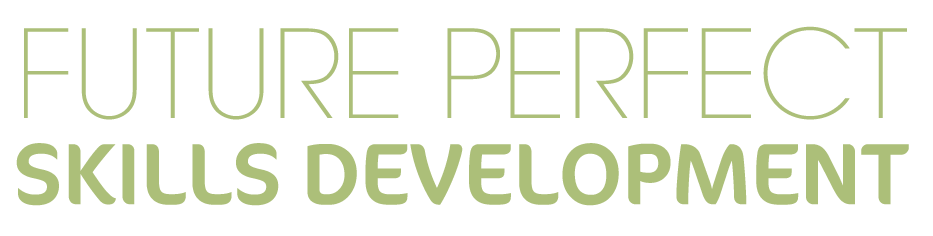 FUTURE PERFECT
SKILLS DEVELOPMENT